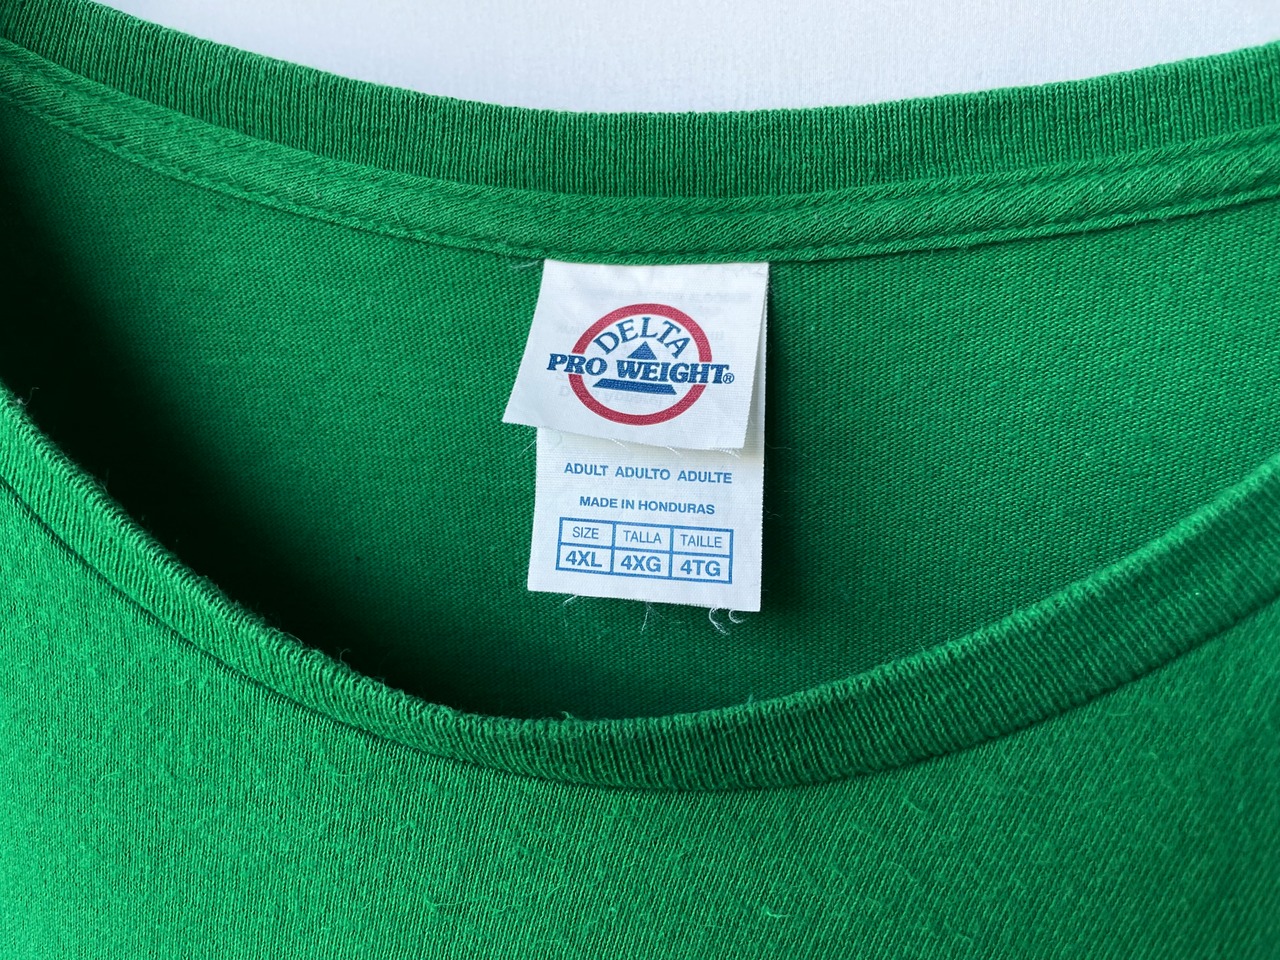 DELTA
PRO WEIGHT®
ADULT ADULTO ADULTE
MADE IN HONDURAS
SIZE TALLA TAILLE
4XL 4XG 4TG